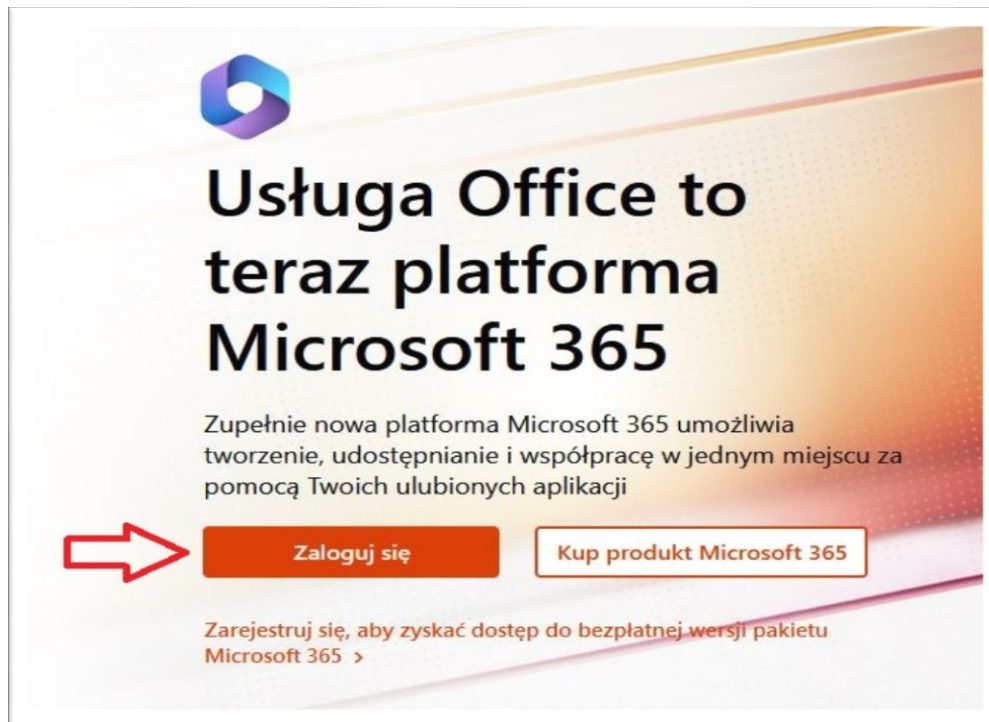 Usługa Office to
teraz platforma
Microsoft 365
Zupełnie nowa platforma Microsoft 365 umożliwia
tworzenie, udostępnianie i współpracę w jednym miejscu za
pomocą Twoich ulubionych aplikacji
Zaloguj się
Kup produkt Microsoft 365
Zarejestruj się, aby zyskać dostęp do bezpłatnej wersji pakietu
Microsoft 365 >